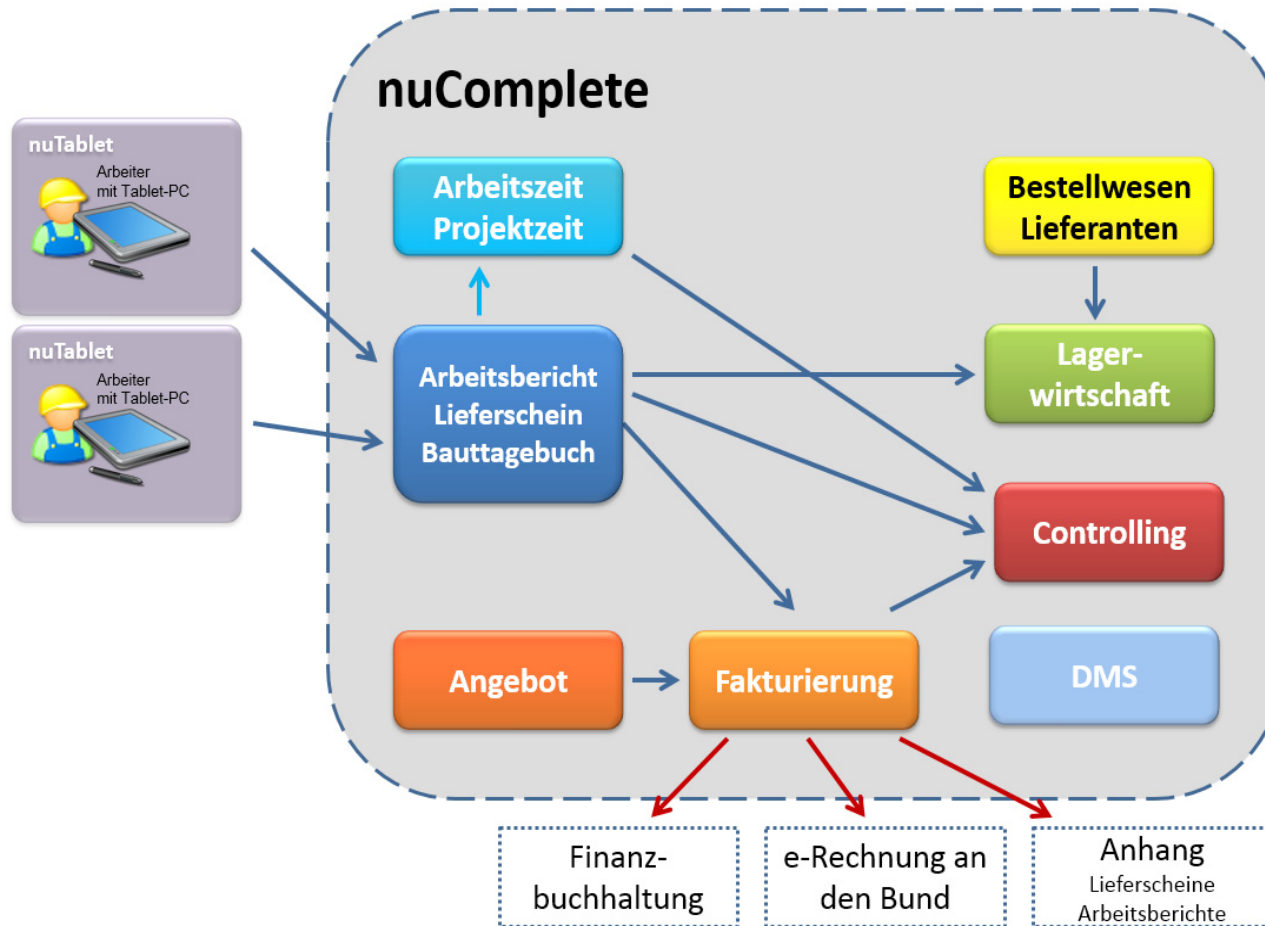 nuComplete
nuTablet
Arbeiter
mit Tablet-PC
nuTablet
Arbeiter
mit Tablet-PC
Arbeitszeit
Projektzeit
Bestellwesen
Lieferanten
Arbeitsbericht
Lieferschein
Bauttagebuch
Lager-
wirtschaft
Controlling
Angebot
Fakturierung
DMS
Finanz-
buchhaltung
e-Rechnung an
den Bund
Anhang
Lieferscheine
Arbeitsberichte